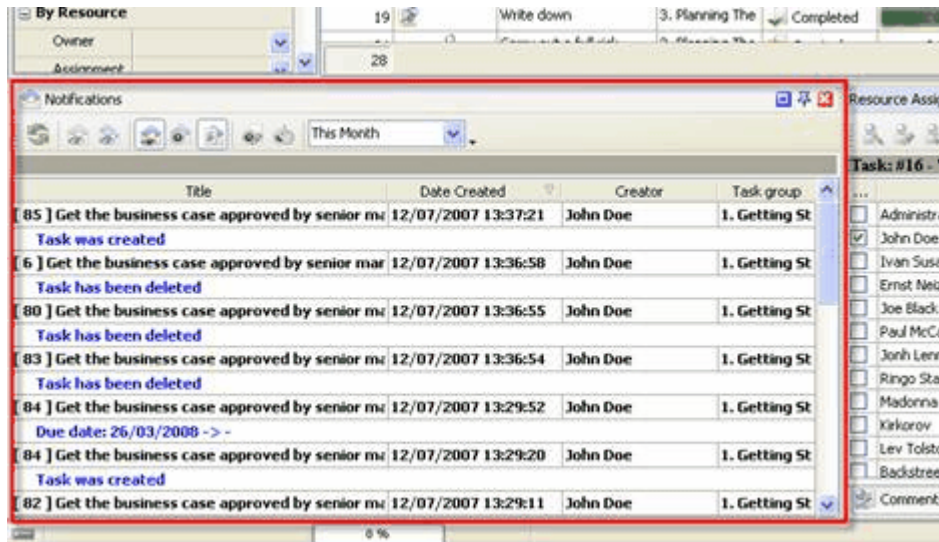 By Resource
19 Write down 3. Planning The Completed
Owner
28
Assignment
Notifications
Resource Assig
This Month
Task: #16 -
Title Date Created Creator Task group
...
[ 85 ] Get the business case approved by senior ma 12/07/2007 13:37:21 John Doe 1. Getting St
Administra
Task was created
John Doe
[ 6 ] Get the business case approved by senior mar 12/07/2007 13:36:58 John Doe 1. Getting St
Ivan Susa
Task has been deleted
Ernst Neiz
[ 80 ] Get the business case approved by senior ma 12/07/2007 13:36:55 John Doe 1. Getting St
Joe Black
Task has been deleted
Paul McCa
[ 83 ] Get the business case approved by senior ma 12/07/2007 13:36:54 John Doe 1. Getting St
Jonh Lenn
Task has been deleted
Ringo Sta
[ 84 ] Get the business case approved by senior ma 12/07/2007 13:29:52 John Doe 1. Getting St
Madonna
Due date: 26/03/2008 -> -
Kirkorov
[ 84 ] Get the business case approved by senior ma 12/07/2007 13:29:20 John Doe 1. Getting St
Lev Tolsto
Task was created
Backstree
[ 82 ] Get the business case approved by senior ma 12/07/2007 13:29:11 John Doe 1. Getting St
Comment
0 %